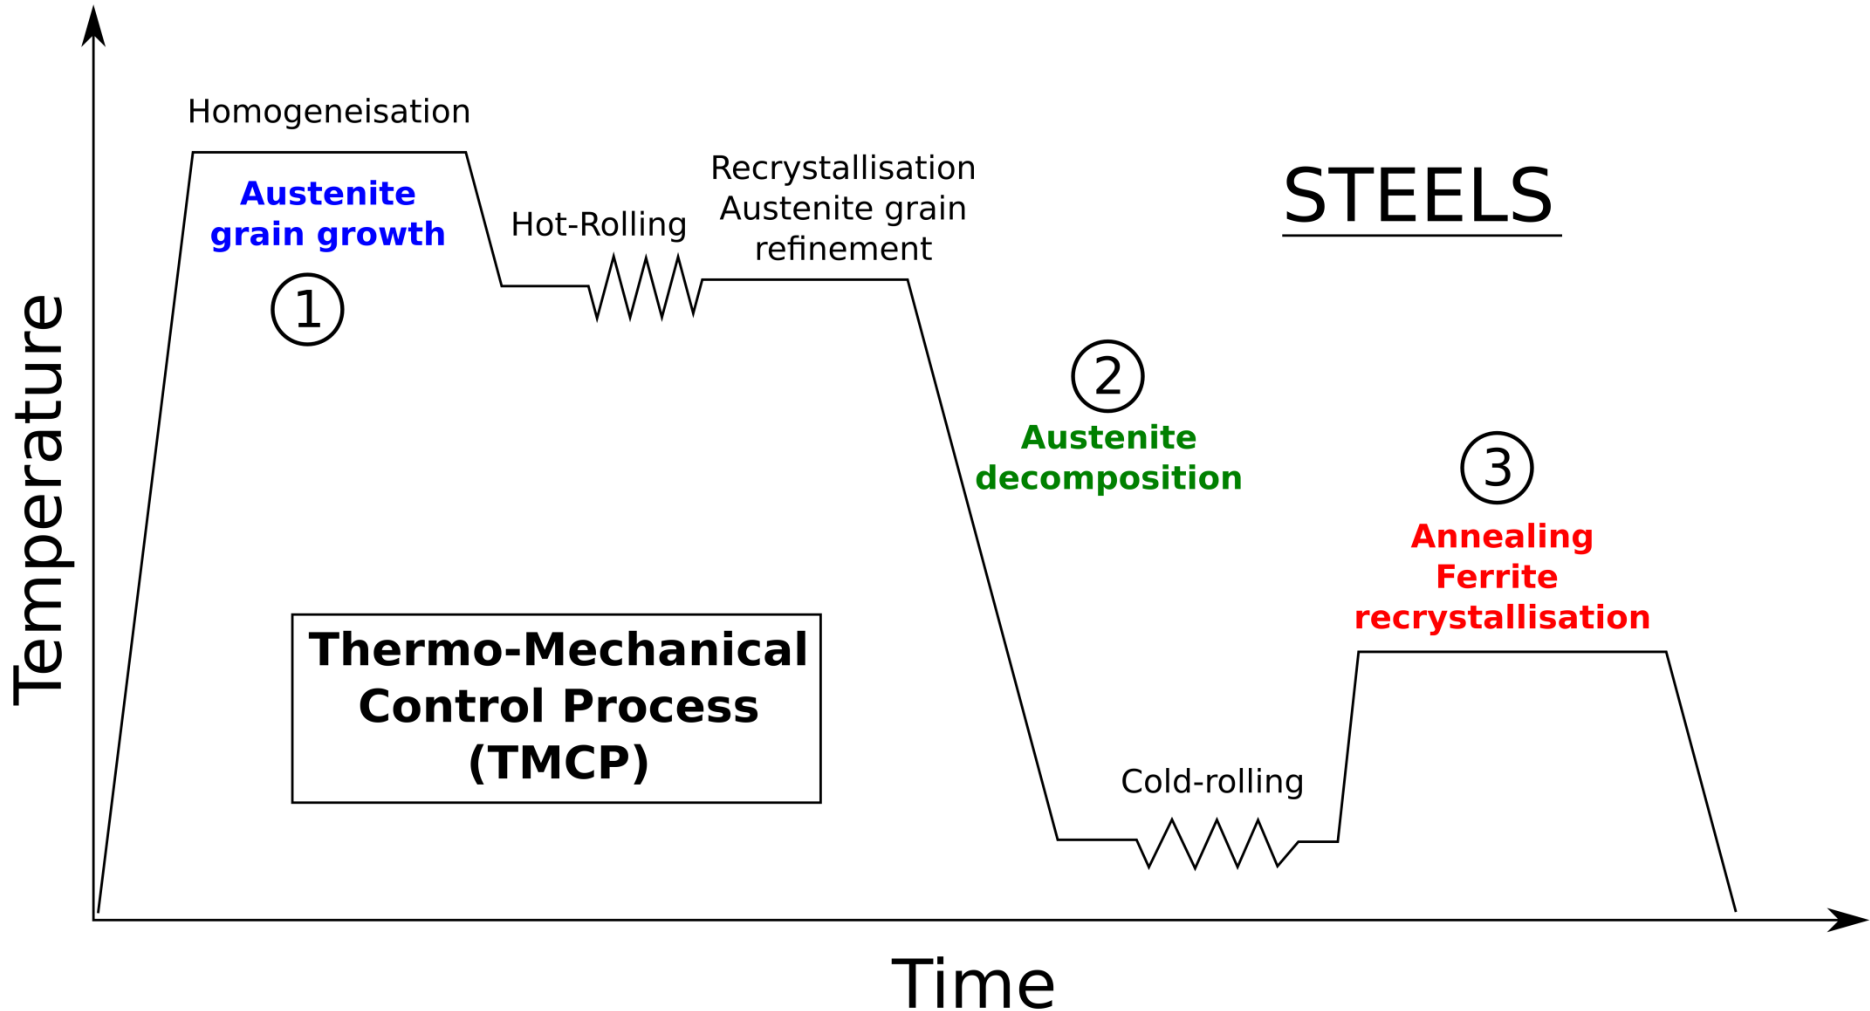 Homogeneisation
Austenite
grain growth
1
Hot-Rolling
Recrystallisation
Austenite grain
refinement
STEELS
2
Austenite
decomposition
3
Annealing
Ferrite
recrystallisation
Thermo-Mechanical
Control Process
(TMCP)
Cold-rolling
Temperature
Time